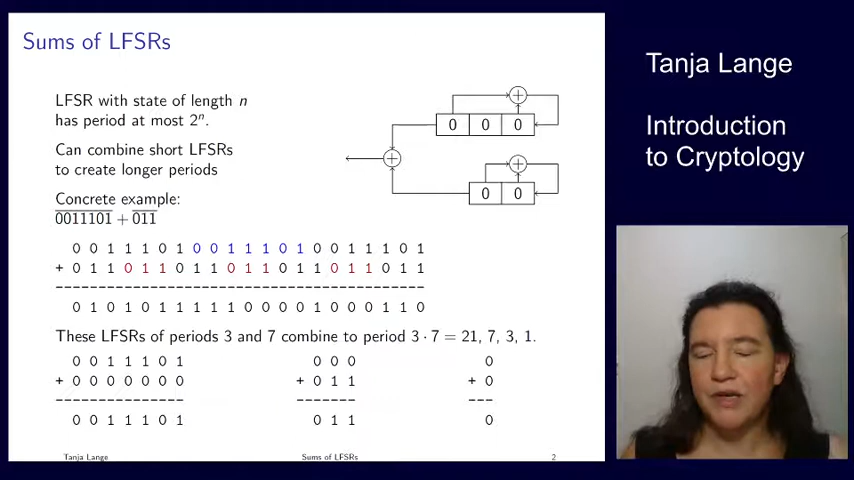 Sums of LFSRs
LFSR with state of length n
has period at most 2ⁿ.
Can combine short LFSRs
to create longer periods
Concrete example:
0011101 + 011
+
0 0 0
+
+
0 0
0 0 1 1 1 0 1 0 0 1 1 1 0 1 0 0 1 1 1 0 1
+ 0 1 1 0 1 1 0 1 1 0 1 1 0 1 1 0 1 1 0 1 1
------------------------------------------
0 1 0 1 0 1 1 1 1 1 0 0 0 0 1 0 0 0 1 1 0
These LFSRs of periods 3 and 7 combine to period 3 · 7 = 21, 7, 3, 1.
0 0 1 1 1 0 1
+ 0 0 0 0 0 0 0
---------------
0 0 1 1 1 0 1
0 0 0
+ 0 1 1
-------
0 1 1
0
+ 0
---
0
Tanja Lange
Sums of LFSRs
2
Tanja Lange
Introduction
to Cryptology